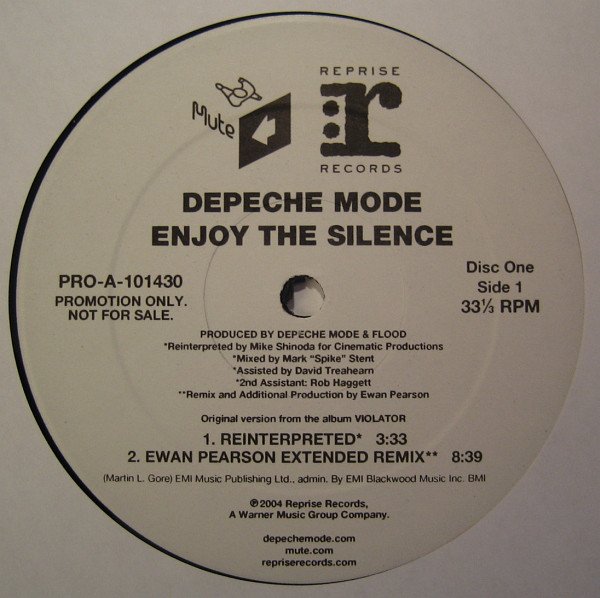 Mute
REPRISE
r
RECORDS
DEPECHE MODE
ENJOY THE SILENCE
PRO-A-101430
PROMOTION ONLY.
NOT FOR SALE.
Disc One
Side 1
33⅓ RPM
PRODUCED BY DEPECHE MODE & FLOOD
*Reinterpreted by Mike Shinoda for Cinematic Productions
*Mixed by Mark "Spike" Stent
*Assisted by David Treahearn
*2nd Assistant: Rob Haggett
**Remix and Additional Production by Ewan Pearson
Original version from the album VIOLATOR
1. REINTERPRETED* 3:33
2. EWAN PEARSON EXTENDED REMIX** 8:39
(Martin L. Gore) EMI Music Publishing Ltd., admin. By EMI Blackwood Music Inc. BMI
℗©2004 Reprise Records,
A Warner Music Group Company.
depechemode.com
mute.com
repriserecords.com